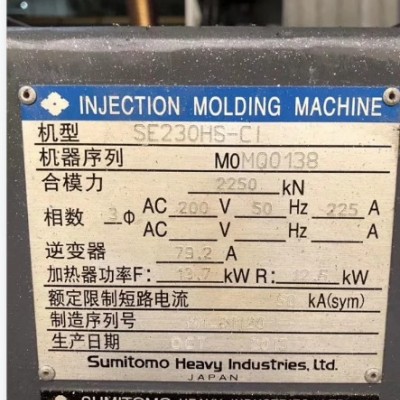 INJECTION MOLDING MACHINE
机型 SE230HS-CI
机器序列 M0MQ0138
合模力 2250 kN
相数 3 Φ AC 200 V 50 Hz 225 A
AC V Hz A
逆变器 79.2 A
加热器功率F: 13.7 kW R: 12.5 kW
额定限制短路电流 kA(sym)
制造序列号
生产日期 OCT
Sumitomo Heavy Industries, Ltd.
JAPAN